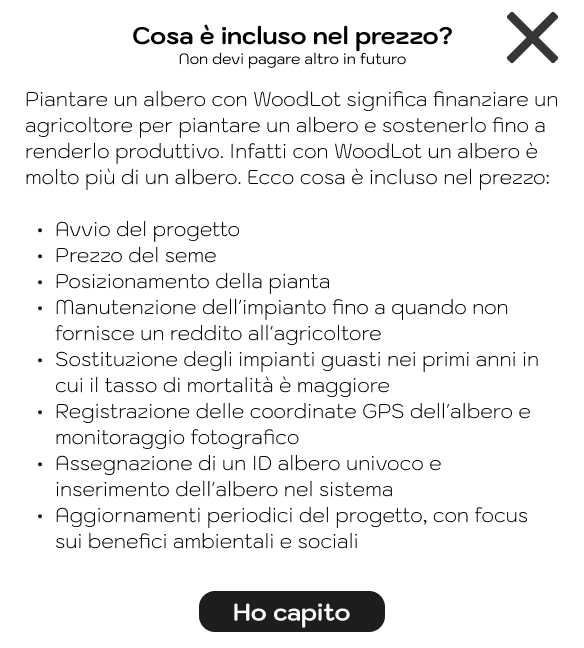 Cosa è incluso nel prezzo?
Non devi pagare altro in futuro
Piantare un albero con WoodLot significa finanziare un
agricoltore per piantare un albero e sostenerlo fino a
renderlo produttivo. Infatti con WoodLot un albero è
molto più di un albero. Ecco cosa è incluso nel prezzo:
• Avvio del progetto
• Prezzo del seme
• Posizionamento della pianta
• Manutenzione dell'impianto fino a quando non
fornisce un reddito all'agricoltore
• Sostituzione degli impianti guasti nei primi anni in
cui il tasso di mortalità è maggiore
• Registrazione delle coordinate GPS dell'albero e
monitoraggio fotografico
• Assegnazione di un ID albero univoco e
inserimento dell'albero nel sistema
• Aggiornamenti periodici del progetto, con focus
sui benefici ambientali e sociali
Ho capito